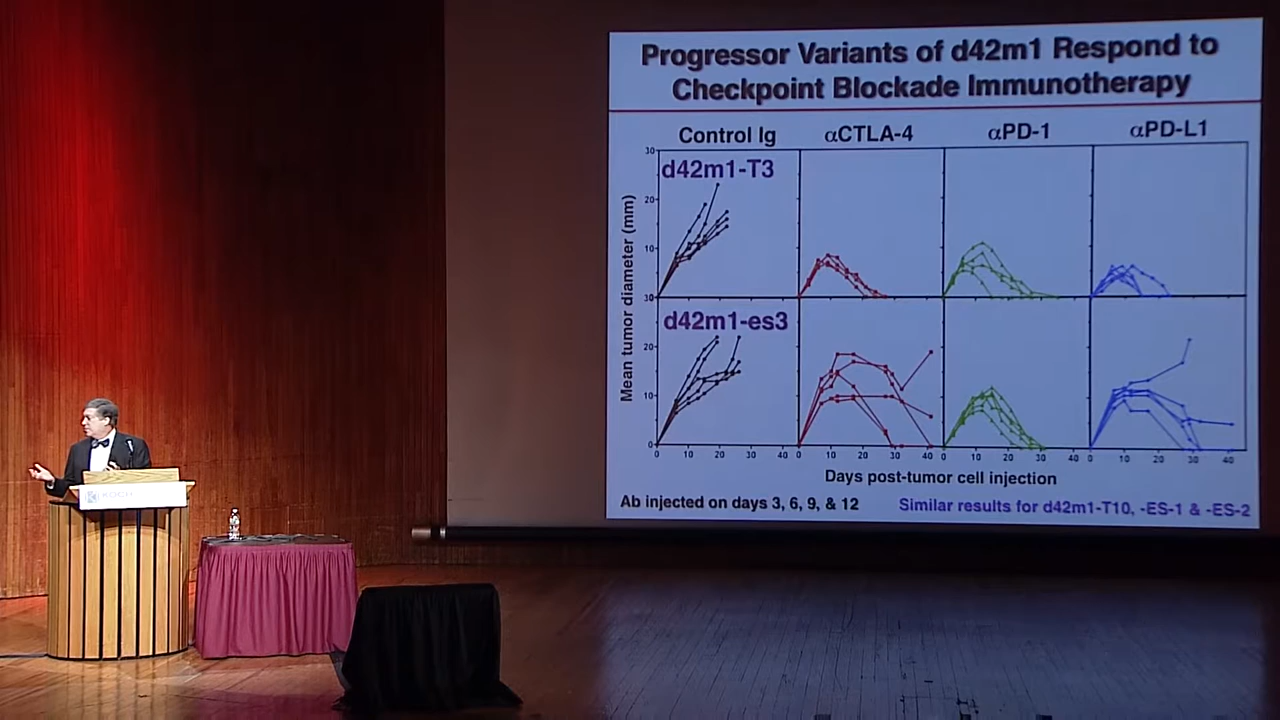 Progressor Variants of d42m1 Respond to
Checkpoint Blockade Immunotherapy
Control Ig αCTLA-4 αPD-1 αPD-L1
d42m1-T3
30
20
10
30
d42m1-es3
20
10
0
Mean tumor diameter (mm)
0 10 20 30 40 0 10 20 30 40 0 10 20 30 40 0 10 20 30 40
Days post-tumor cell injection
Ab injected on days 3, 6, 9, & 12
Similar results for d42m1-T10, -ES-1 & -ES-2
KOCH